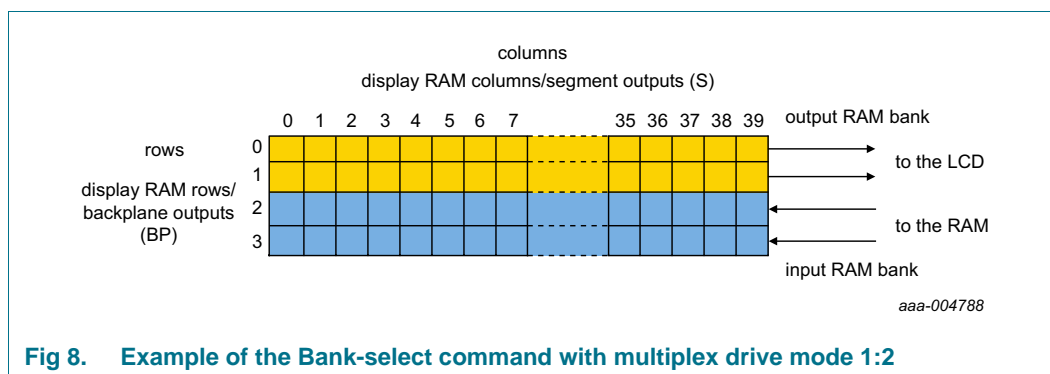 columns
display RAM columns/segment outputs (S)
0 1 2 3 4 5 6 7 35 36 37 38 39 output RAM bank
rows
0
1
to the LCD
display RAM rows/
backplane outputs
(BP)
2
3
to the RAM
input RAM bank
aaa-004788
Fig 8. Example of the Bank-select command with multiplex drive mode 1:2